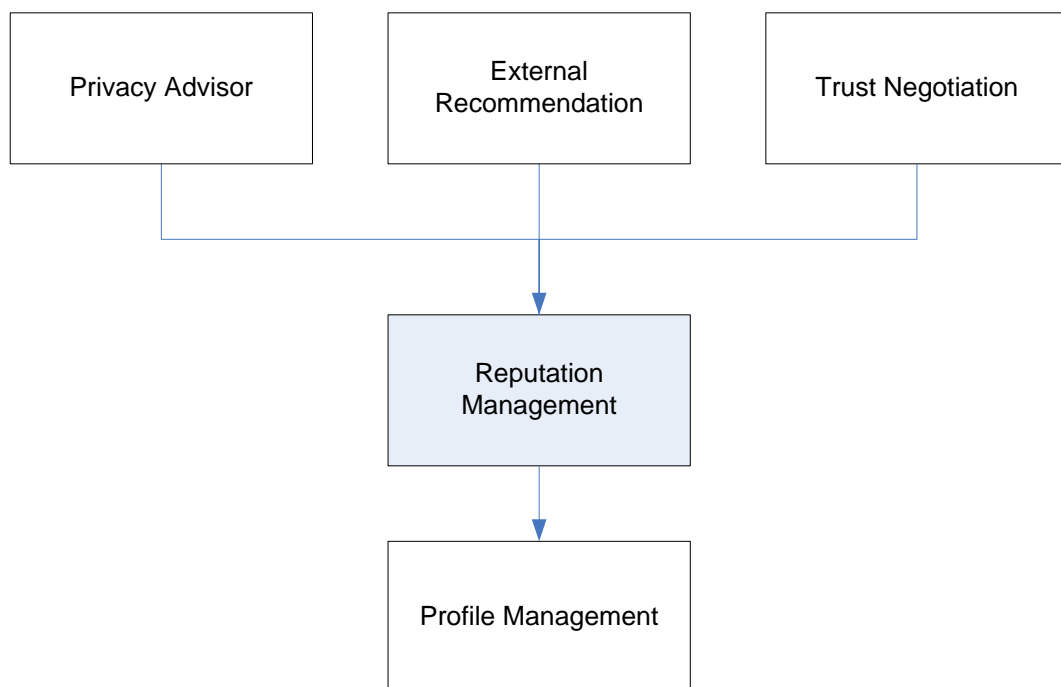 Privacy Advisor
External
Recommendation
Trust Negotiation
Reputation
Management
Profile Management